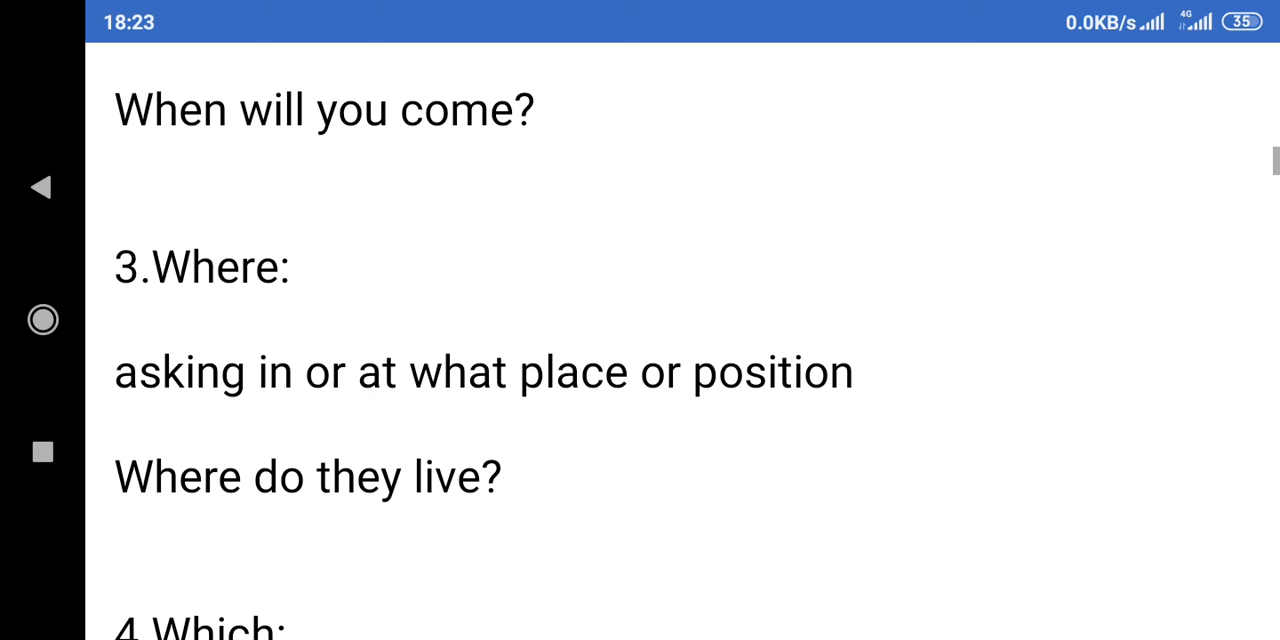 18:23
0.0KB/s 4G 35
When will you come?
3.Where:
asking in or at what place or position
Where do they live?
4.Which: